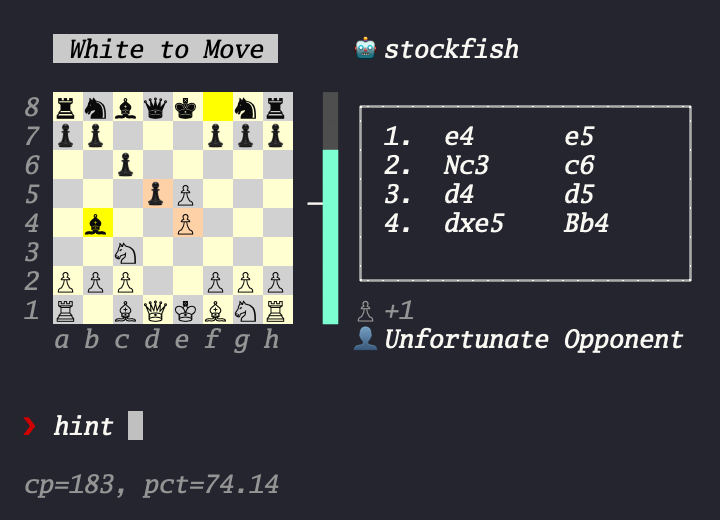 White to Move
stockfish
8
7
6
5
4
3
2
1
a b c d e f g h
1. e4 e5
2. Nc3 c6
3. d4 d5
4. dxe5 Bb4
+1
Unfortunate Opponent
❯ hint
cp=183, pct=74.14